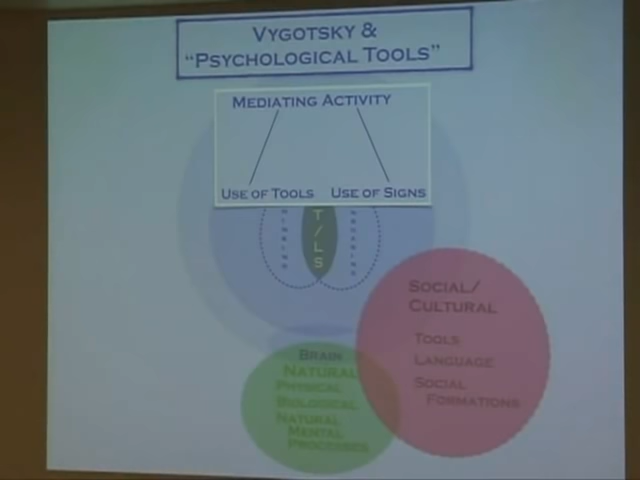 VYGOTSKY &
"PSYCHOLOGICAL TOOLS"
MEDIATING ACTIVITY
USE OF TOOLS USE OF SIGNS
T/LS
SOCIAL/
CULTURAL
TOOLS
LANGUAGE
SOCIAL
FORMATIONS
BRAIN
NATURAL
PHYSICAL
BIOLOGICAL
NATURAL
MENTAL
PROCESSES